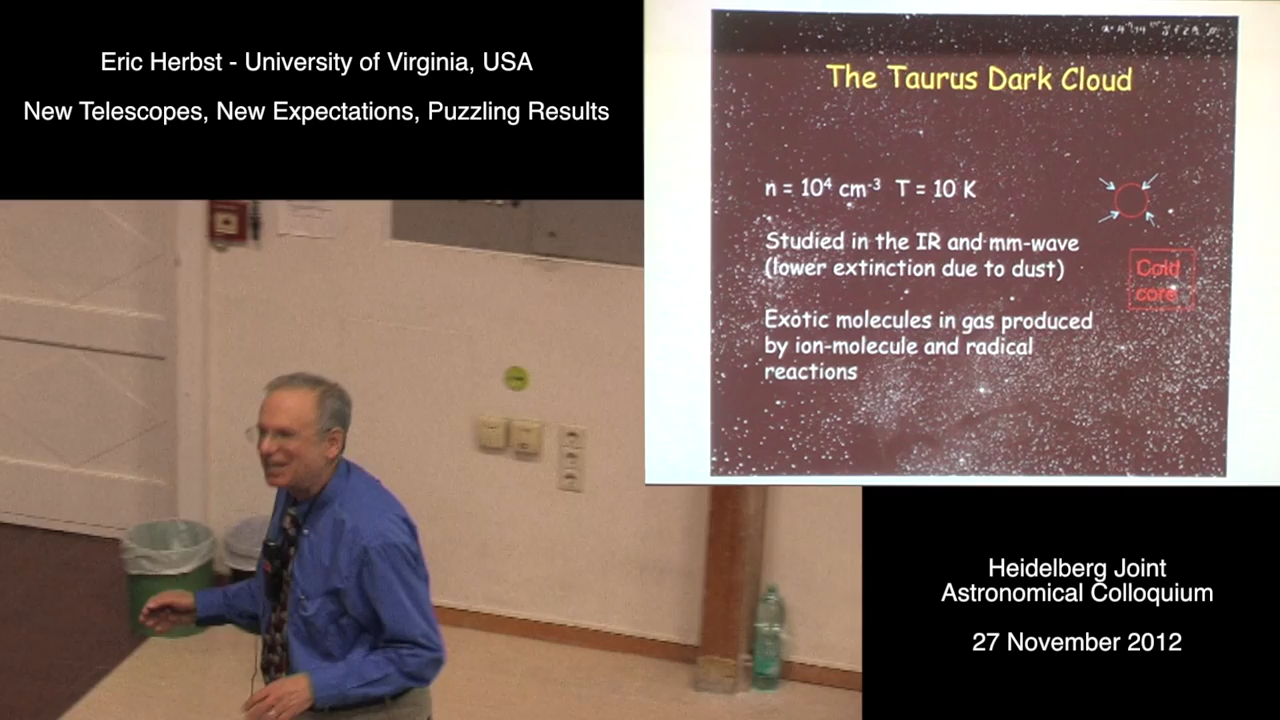 Eric Herbst - University of Virginia, USA
New Telescopes, New Expectations, Puzzling Results
The Taurus Dark Cloud
n = 10⁴ cm⁻³ T = 10 K
Studied in the IR and mm-wave
(lower extinction due to dust)
Cold
core
Exotic molecules in gas produced
by ion-molecule and radical
reactions
Heidelberg Joint
Astronomical Colloquium
27 November 2012